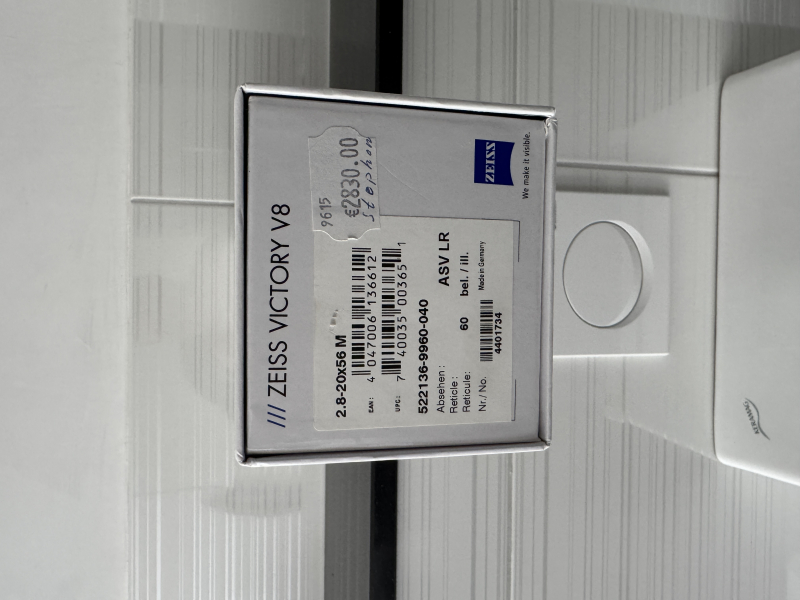 /// ZEISS VICTORY V8
9615
€2830.00
Stephan
2.8-20x56 M
EAN:
4 047006 136612
UPC:
7 40035 00365 1
522136-9960-040
ASV LR
Absehen:
Reticle:
60
bel. / ill.
Reticule:
Nr./ No.
4401734
Made in Germany
ZEISS
We make it visible.